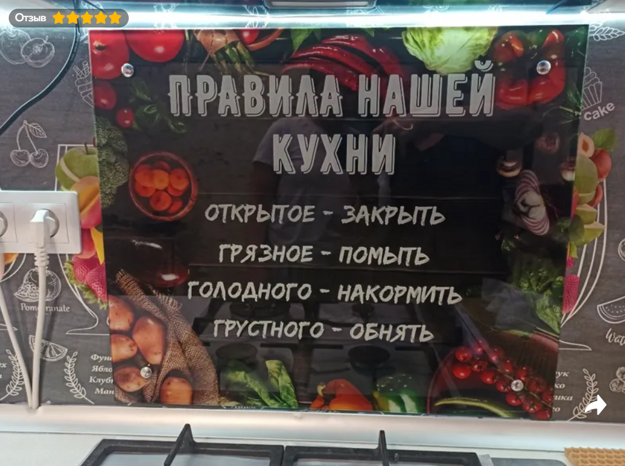 Отзыв
ПРАВИЛА НАШЕЙ
КУХНИ
ОТКРЫТОЕ - ЗАКРЫТЬ
ГРЯЗНОЕ - ПОМЫТЬ
ГОЛОДНОГО - НАКОРМИТЬ
ГРУСТНОГО - ОБНЯТЬ
cake
Pomegranate